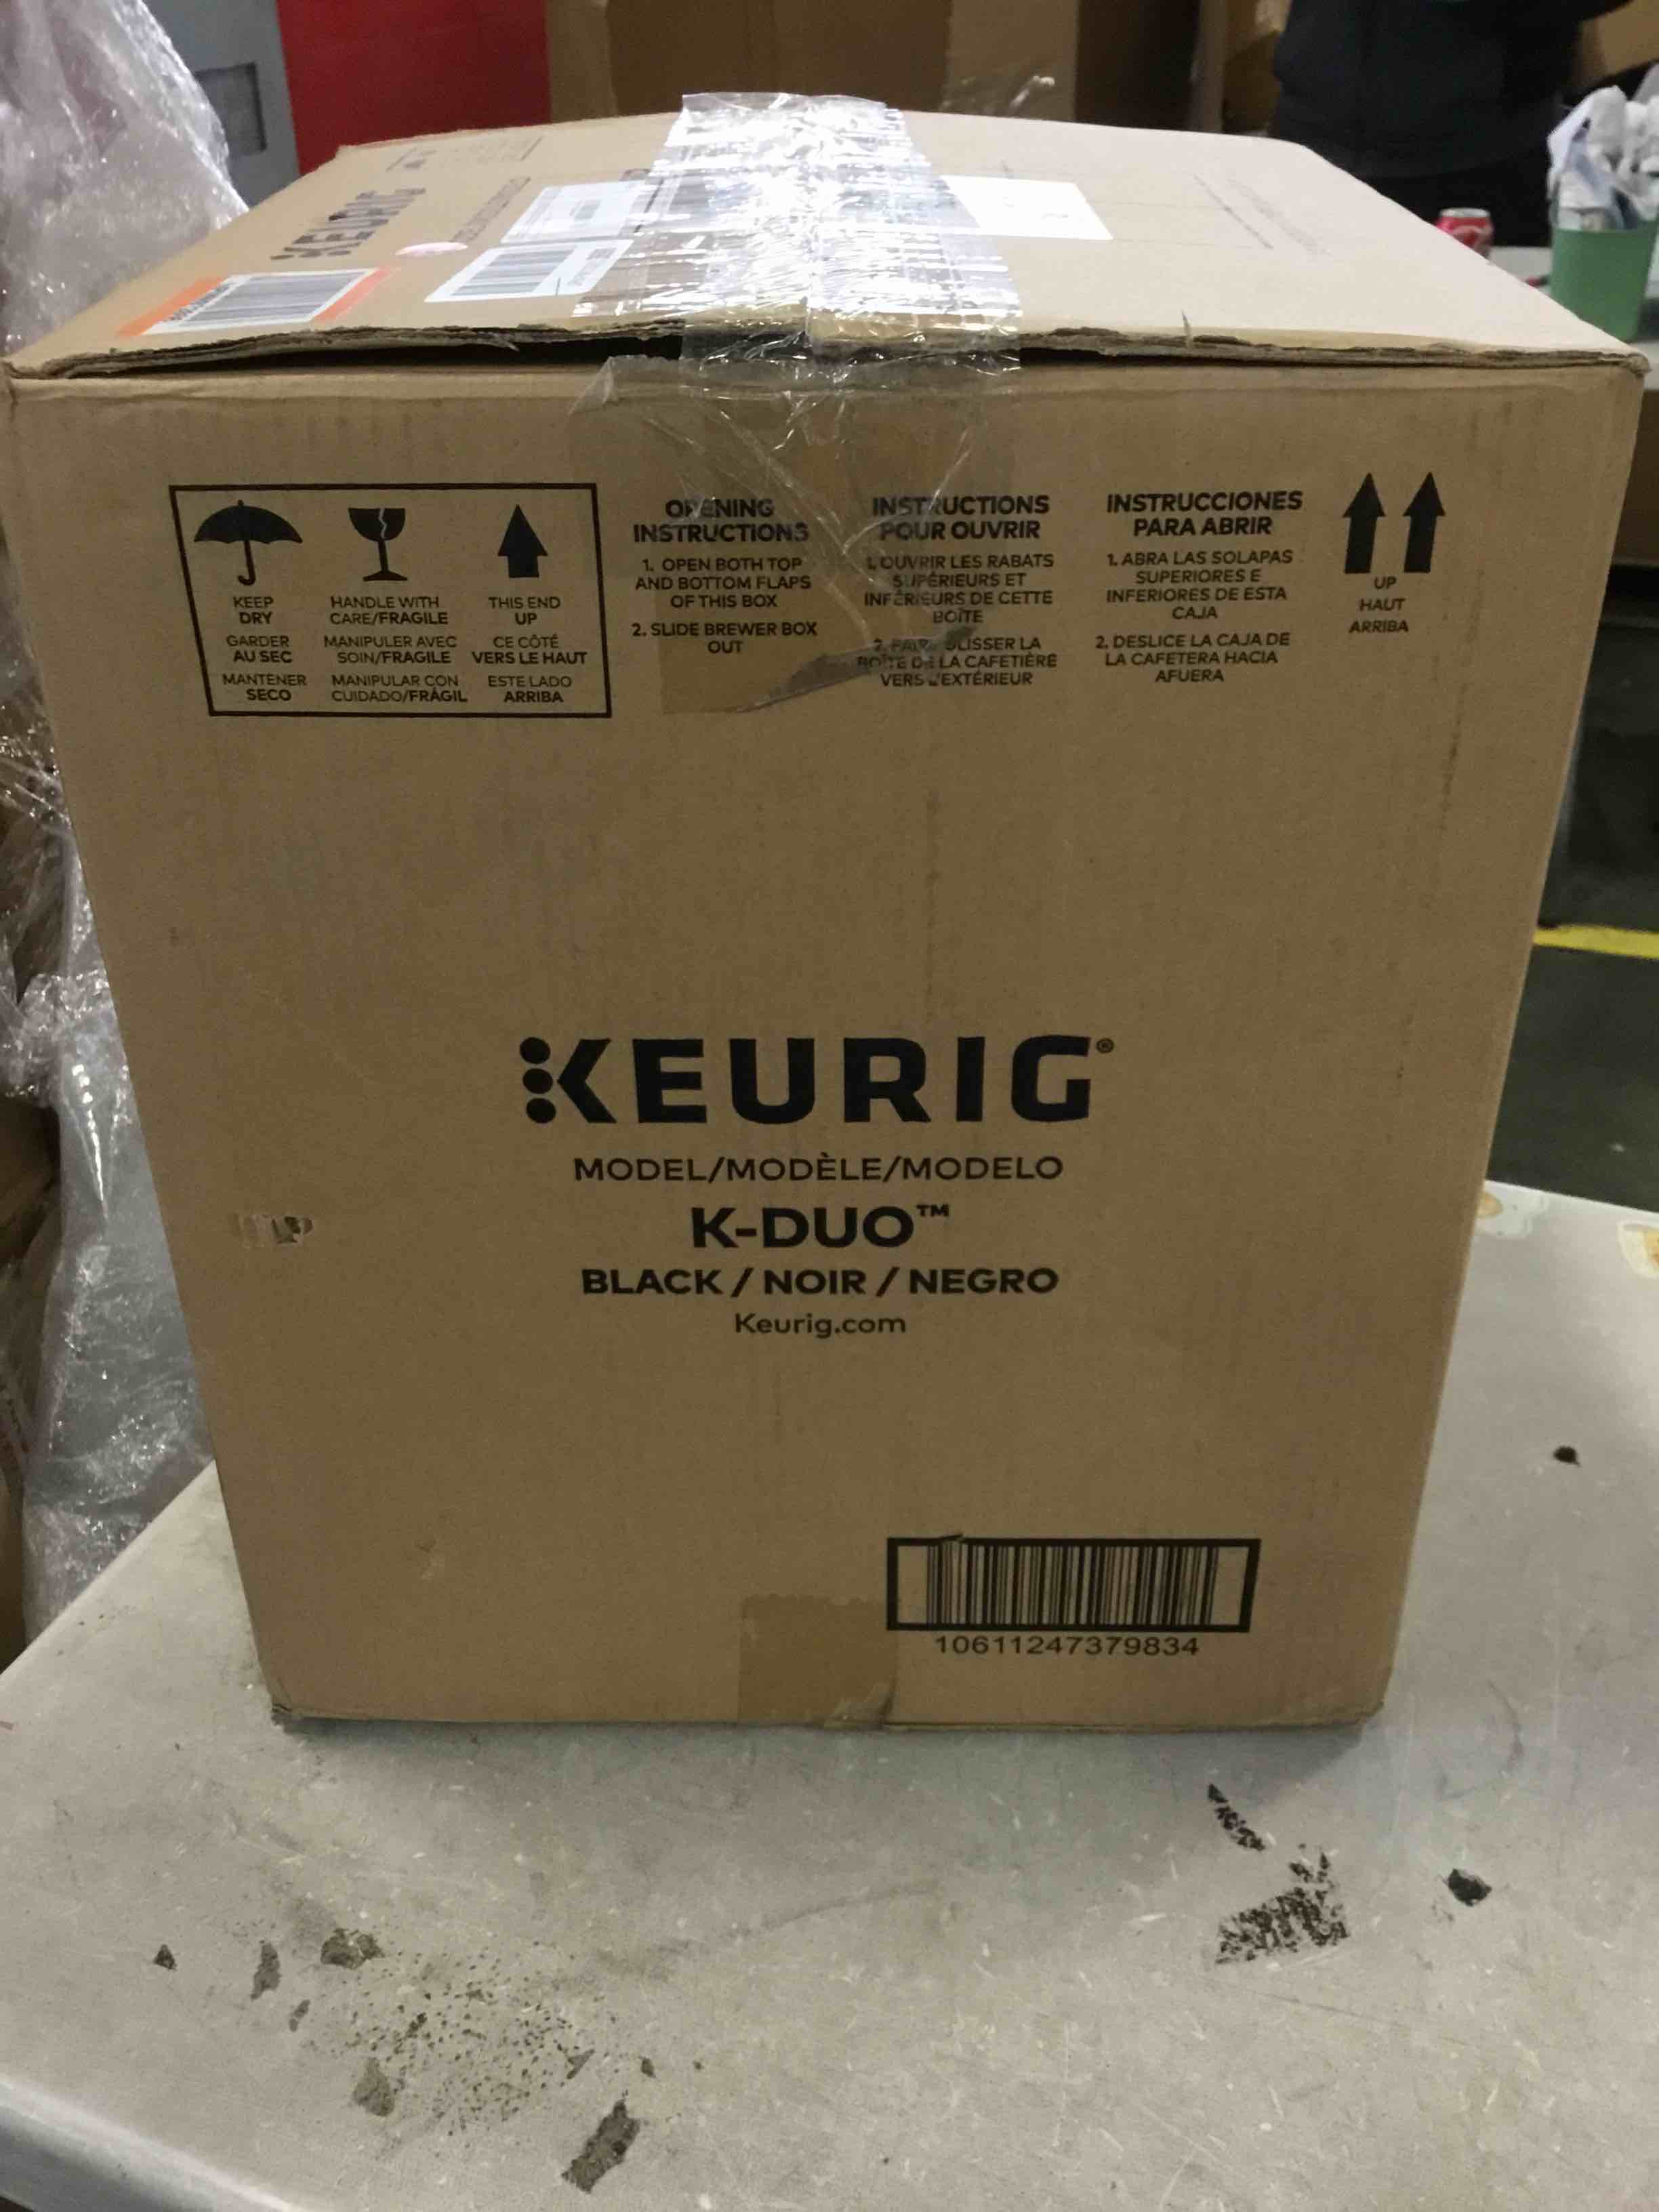 KEURIG
KEEP
DRY
GARDER
AU SEC
MANTENER
SECO
HANDLE WITH
CARE/FRAGILE
MANIPULER AVEC
SOIN/FRAGILE
MANIPULAR CON
CUIDADO/FRÁGIL
THIS END
UP
CE CÔTÉ
VERS LE HAUT
ESTE LADO
ARRIBA
OPENING
INSTRUCTIONS
1. OPEN BOTH TOP
AND BOTTOM FLAPS
OF THIS BOX
2. SLIDE BREWER BOX
OUT
INSTRUCTIONS
POUR OUVRIR
1. OUVRIR LES RABATS
SUPÉRIEURS ET
INFÉRIEURS DE CETTE
BOÎTE
2. FAIRE GLISSER LA
BOÎTE DE LA CAFETIÈRE
VERS L'EXTÉRIEUR
INSTRUCCIONES
PARA ABRIR
1. ABRA LAS SOLAPAS
SUPERIORES E
INFERIORES DE ESTA
CAJA
2. DESLICE LA CAJA DE
LA CAFETERA HACIA
AFUERA
UP
HAUT
ARRIBA
KEURIG®
MODEL/MODÈLE/MODELO
K-DUO™
BLACK / NOIR / NEGRO
Keurig.com
10611247379834